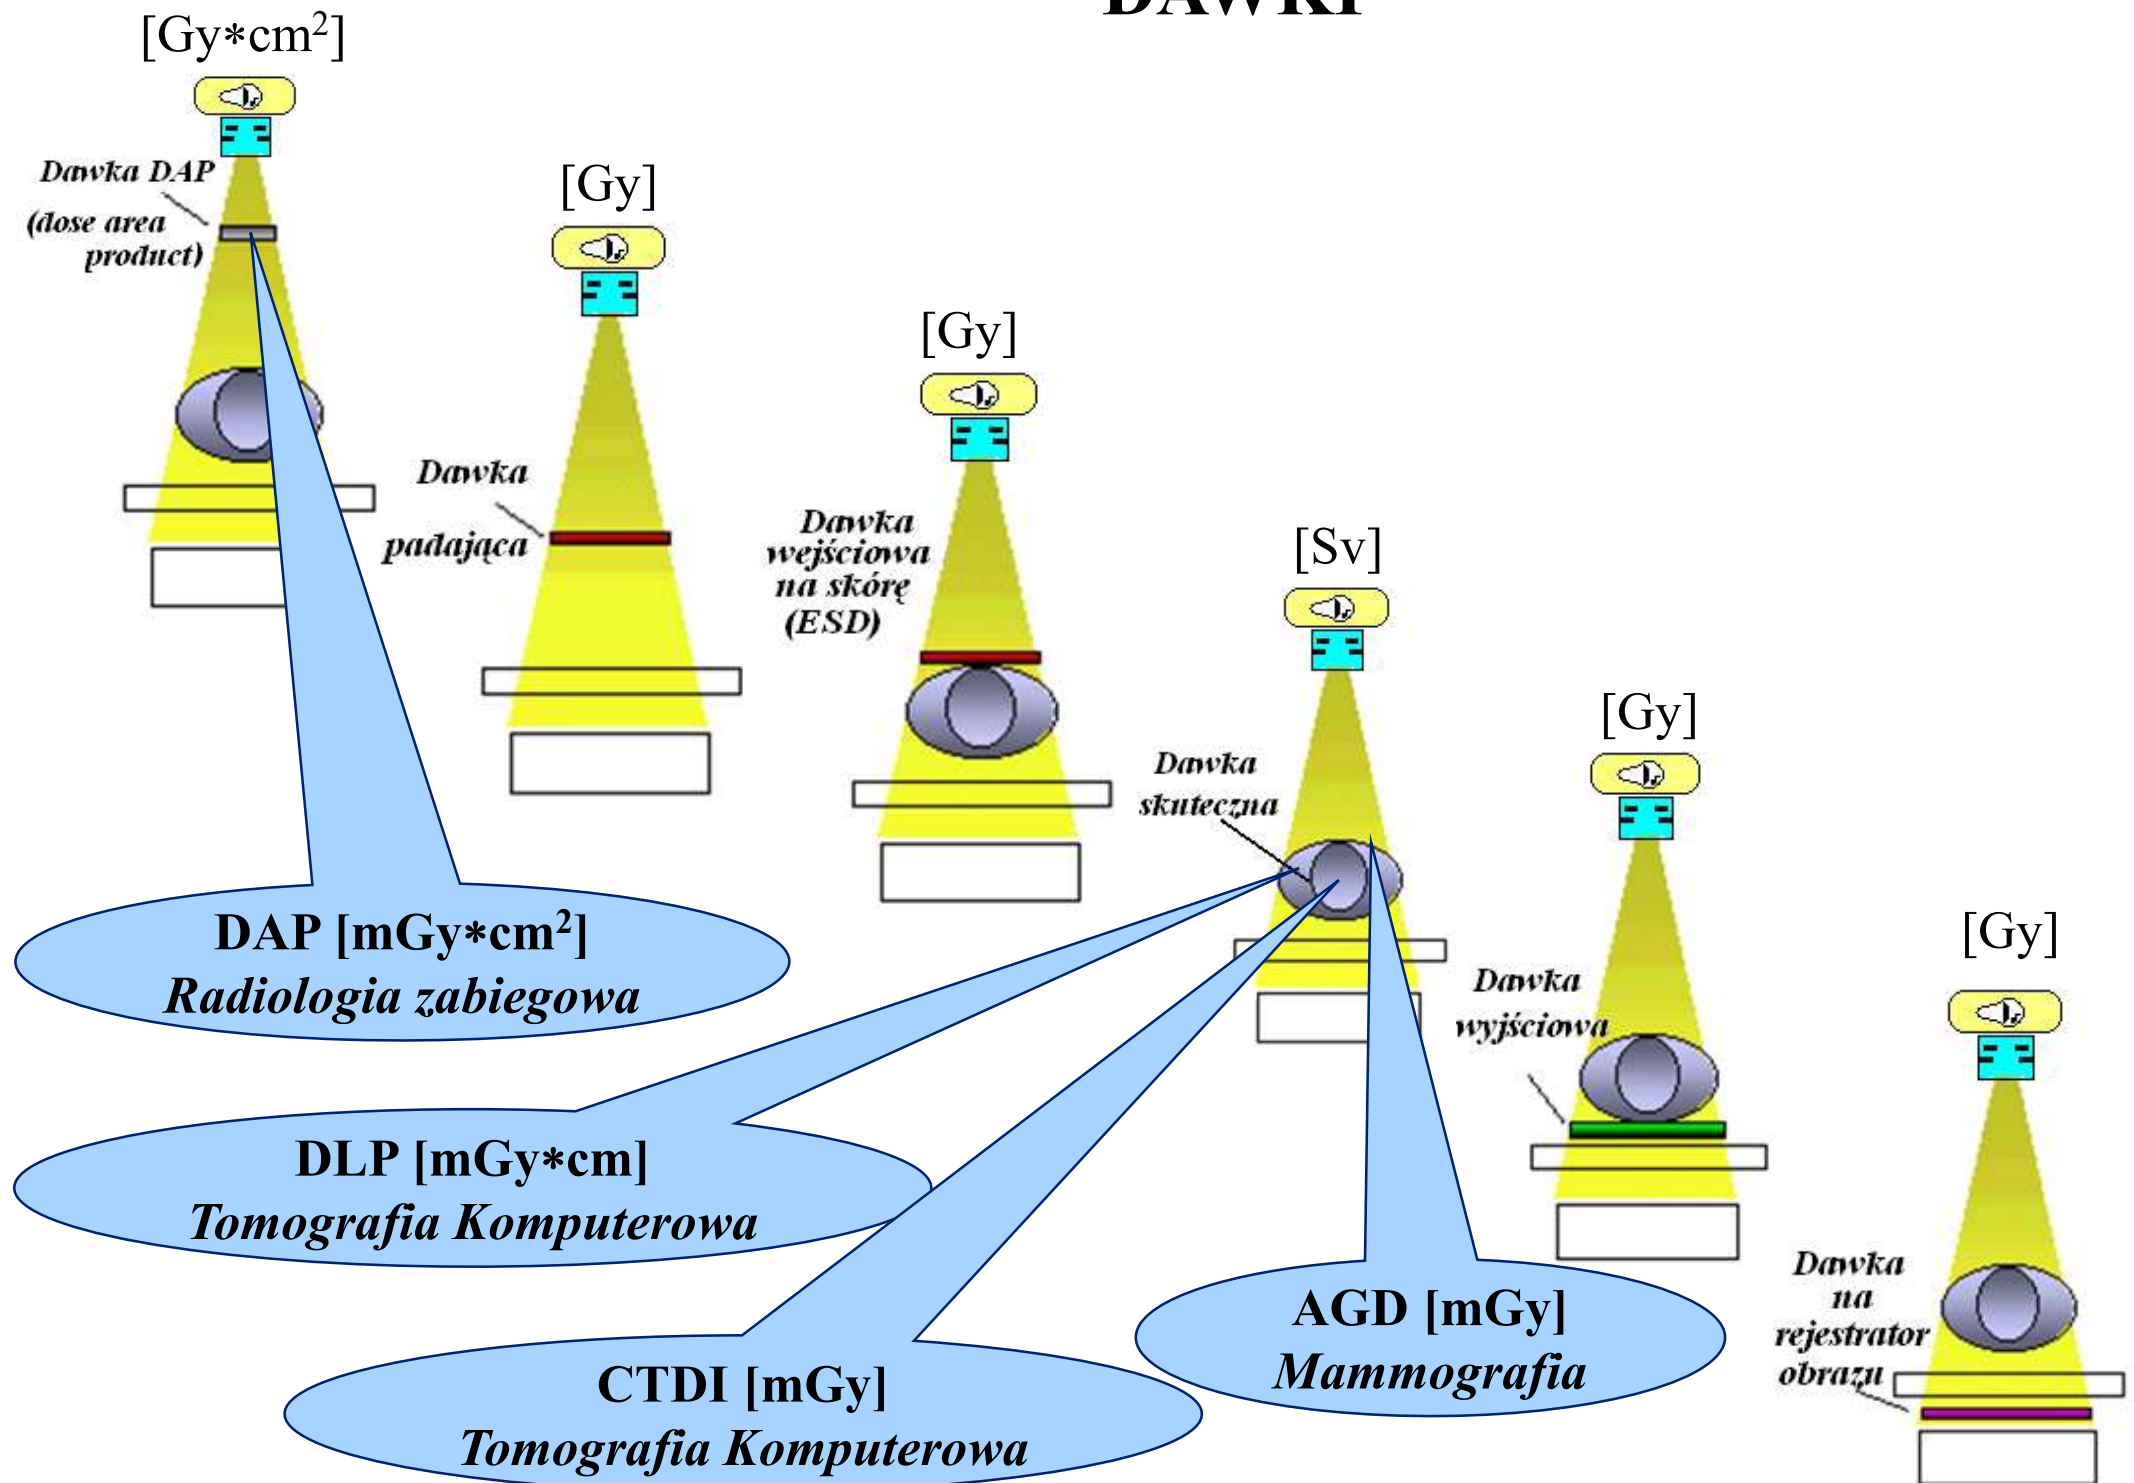 DAWKI
[Gy*cm²]
Dawka DAP
(dose area
product)
[Gy]
Dawka
padająca
[Gy]
Dawka
wejściowa
na skórę
(ESD)
[Sv]
Dawka
skuteczna
[Gy]
Dawka
wyjściowa
[Gy]
Dawka
na
rejestrator
obrazu
DAP [mGy*cm²]
Radiologia zabiegowa
DLP [mGy*cm]
Tomografia Komputerowa
CTDI [mGy]
Tomografia Komputerowa
AGD [mGy]
Mammografia